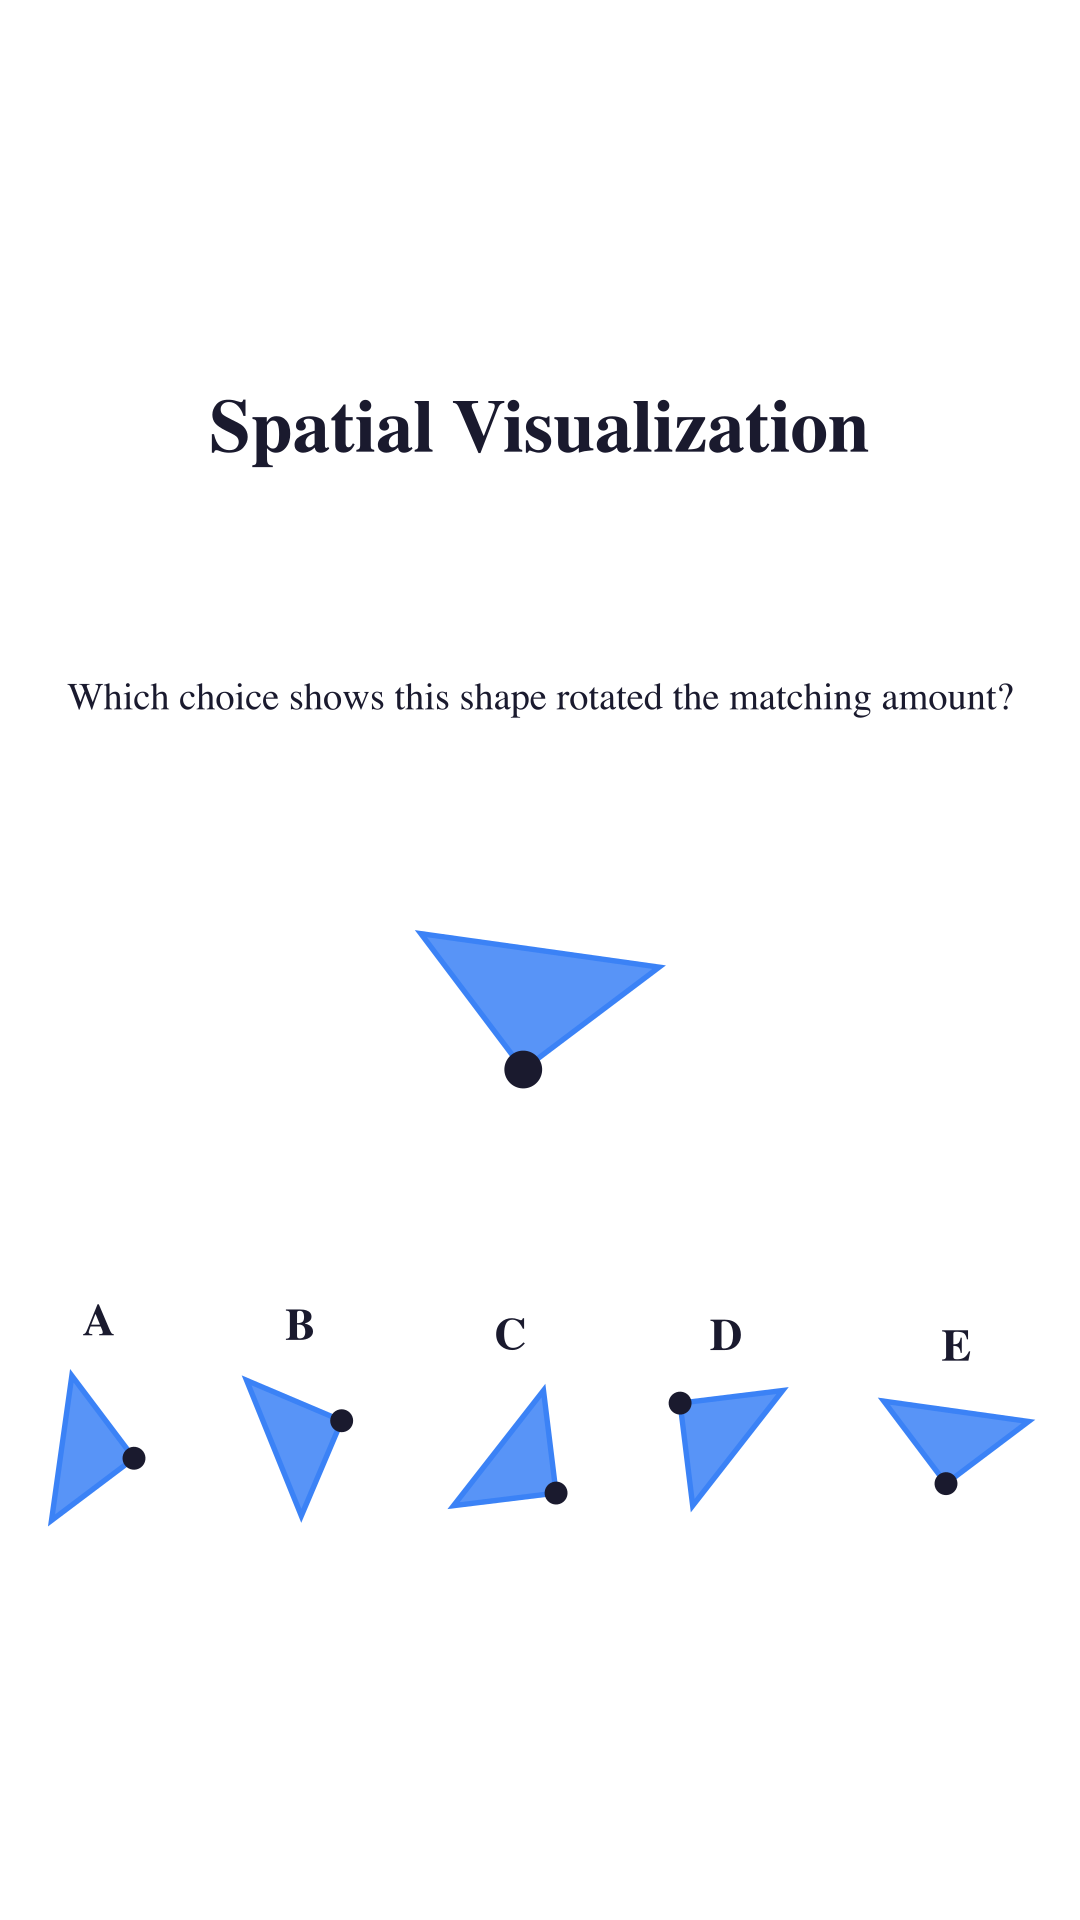 Spatial Visualization
Which choice shows this shape rotated the matching amount?
A
B
C
D
E